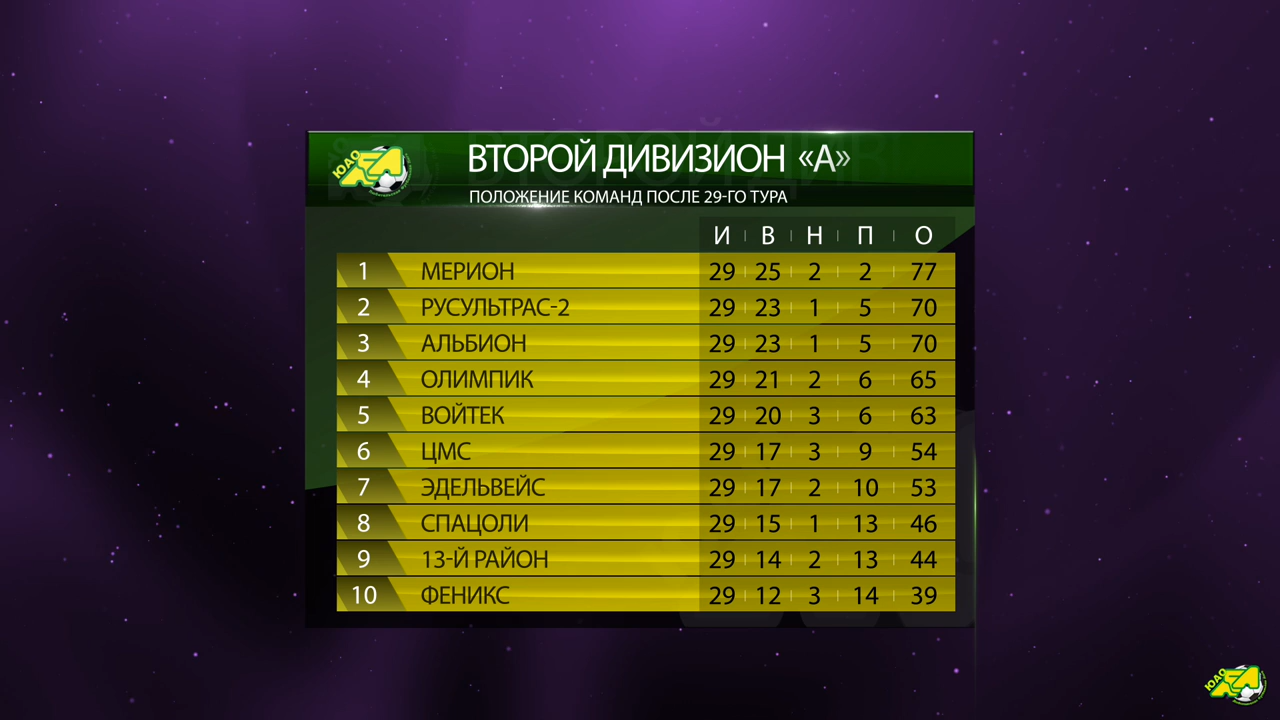 ЮАО
ВТОРОЙ ДИВИЗИОН «А»
ПОЛОЖЕНИЕ КОМАНД ПОСЛЕ 29-ГО ТУРА
И В Н П О
1 МЕРИОН 29 25 2 2 77
2 РУСУЛЬТРАС-2 29 23 1 5 70
3 АЛЬБИОН 29 23 1 5 70
4 ОЛИМПИК 29 21 2 6 65
5 ВОЙТЕК 29 20 3 6 63
6 ЦМС 29 17 3 9 54
7 ЭДЕЛЬВЕЙС 29 17 2 10 53
8 СПАЦОЛИ 29 15 1 13 46
9 13-Й РАЙОН 29 14 2 13 44
10 ФЕНИКС 29 12 3 14 39
ЮАО